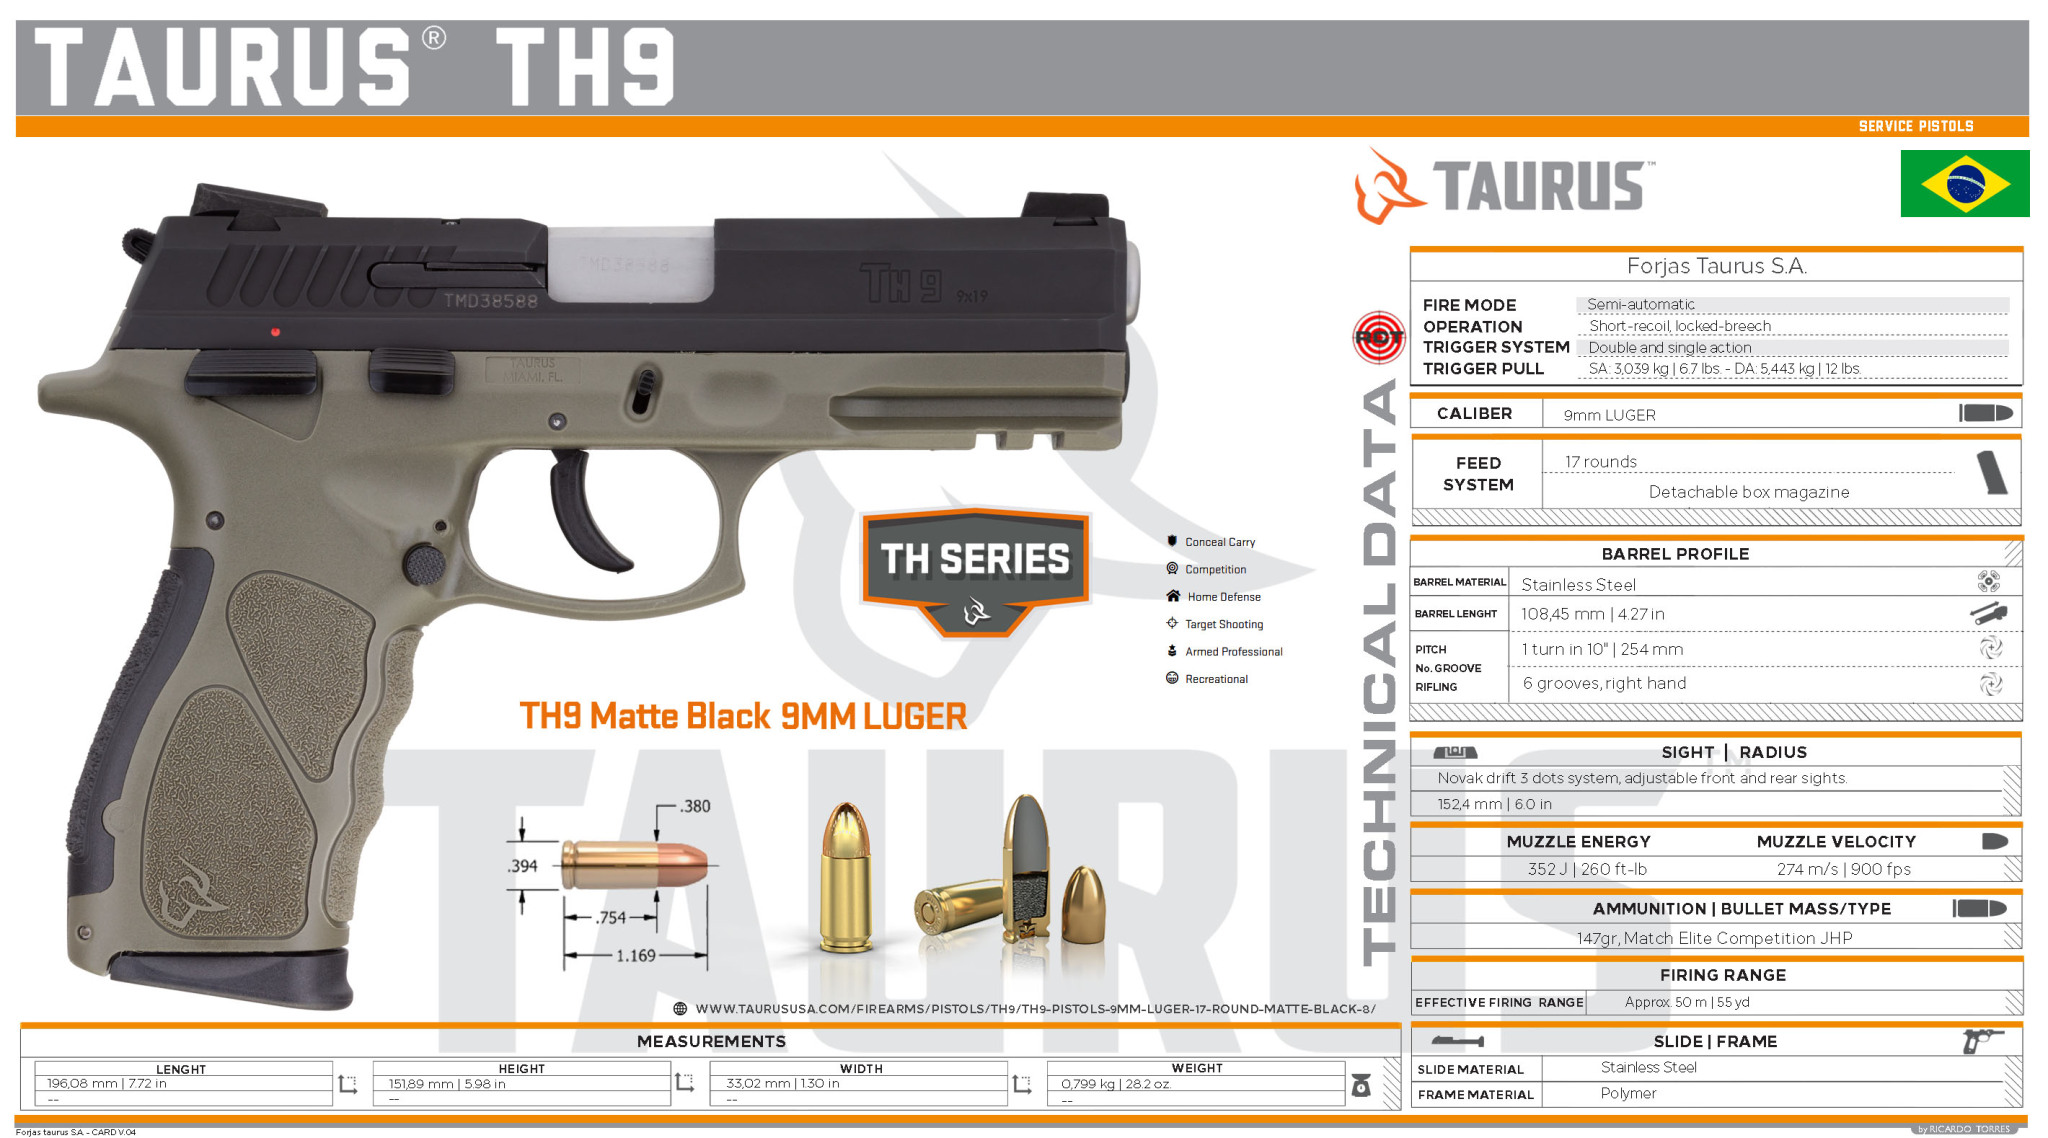 TAURUS® TH9
SERVICE PISTOLS
TAURUS™
Forjas Taurus S.A.
FIRE MODE Semi-automatic
OPERATION Short-recoil, locked-breech
TRIGGER SYSTEM Double and single action
TRIGGER PULL SA: 3,039 kg | 6.7 lbs. - DA: 5,443 kg | 12 lbs.
RDT
TECHNICAL DATA
CALIBER 9mm LUGER
FEED SYSTEM
17 rounds
Detachable box magazine
BARREL PROFILE
BARREL MATERIAL Stainless Steel
BARREL LENGHT 108,45 mm | 4.27 in
PITCH 1 turn in 10" | 254 mm
No. GROOVE
RIFLING 6 grooves, right hand
SIGHT | RADIUS
Novak drift 3 dots system, adjustable front and rear sights.
152,4 mm | 6.0 in
MUZZLE ENERGY MUZZLE VELOCITY
352 J | 260 ft-lb 274 m/s | 900 fps
AMMUNITION | BULLET MASS/TYPE
147gr, Match Elite Competition JHP
FIRING RANGE
EFFECTIVE FIRING RANGE Approx. 50 m | 55 yd
SLIDE | FRAME
SLIDE MATERIAL Stainless Steel
FRAME MATERIAL Polymer
TMD38588
TMD38588
TH9 9x19
TAURUS
MIAMI, FL.
TH SERIES
Conceal Carry
Competition
Home Defense
Target Shooting
Armed Professional
Recreational
TH9 Matte Black 9MM LUGER
TAURUS™
.380
.394
.754
1.169
WWW.TAURUSUSA.COM/FIREARMS/PISTOLS/TH9/TH9-PISTOLS-9MM-LUGER-17-ROUND-MATTE-BLACK-8/
MEASUREMENTS
LENGHT
196,08 mm | 7.72 in
--
HEIGHT
151,89 mm | 5.98 in
--
WIDTH
33,02 mm | 1.30 in
--
WEIGHT
0,799 kg | 28.2 oz.
--
Forjas taurus S.A. - CARD V.04
by RICARDO TORRES